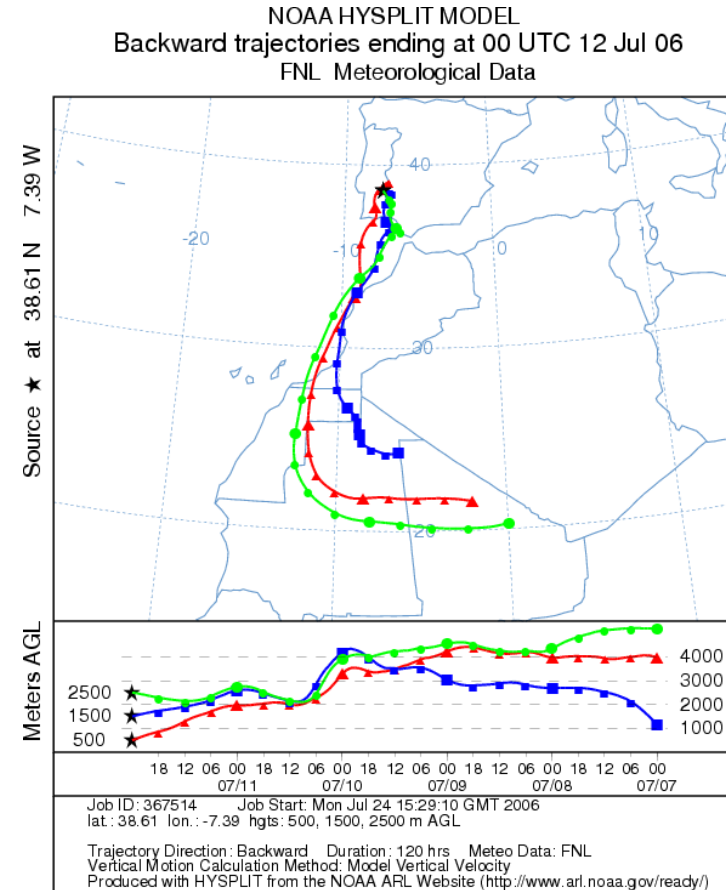 NOAA HYSPLIT MODEL
Backward trajectories ending at 00 UTC 12 Jul 06
FNL Meteorological Data
Source ★ at 38.61 N 7.39 W
40
-20
-10
0
10
30
20
Meters AGL
2500
1500
500
4000
3000
2000
1000
18 12 06 00 18 12 06 00 18 12 06 00 18 12 06 00 18 12 06 00
07/11 07/10 07/09 07/08 07/07
Job ID: 367514 Job Start: Mon Jul 24 15:29:10 GMT 2006
lat.: 38.61 lon.: -7.39 hgts: 500, 1500, 2500 m AGL
Trajectory Direction: Backward Duration: 120 hrs Meteo Data: FNL
Vertical Motion Calculation Method: Model Vertical Velocity
Produced with HYSPLIT from the NOAA ARL Website (http://www.arl.noaa.gov/ready/)